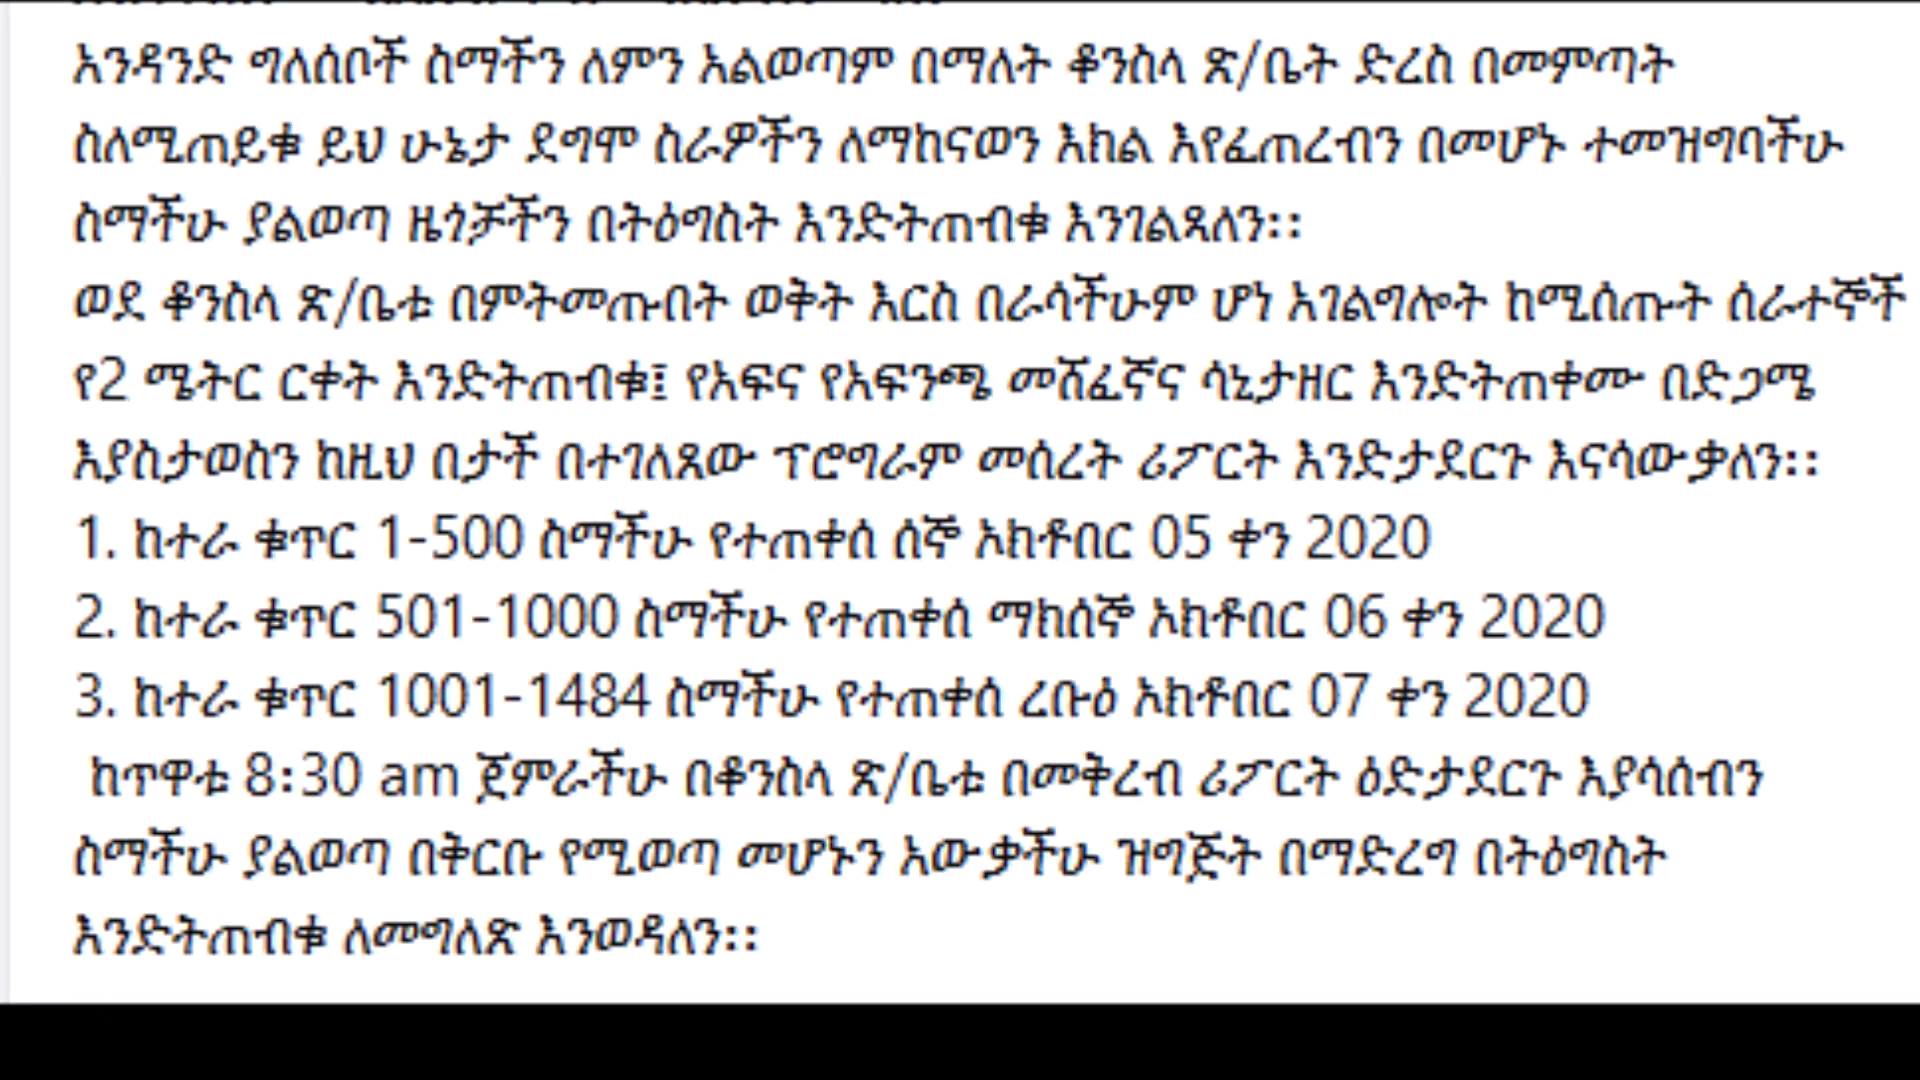 አንዳንድ ግለሰቦች ስማችን ለምን አልወጣም በማለት ቆንስላ ጽ/ቤት ድረስ በመምጣት
ስለሚጠይቁ ይህ ሁኔታ ደግሞ ስራዎችን ለማከናወን እክል እየፈጠረብን በመሆኑ ተመዝግባችሁ
ስማችሁ ያልወጣ ዜጎቻችን በትዕግስት እንድትጠብቁ እንገልጻለን፡፡
ወደ ቆንስላ ጽ/ቤቱ በምትመጡበት ወቅት እርስ በራሳችሁም ሆነ አገልግሎት ከሚሰጡት ሰራተኞች
የ2 ሜትር ርቀት እንድትጠብቁ፤ የአፍና የአፍንጫ መሸፈኛና ሳኒታዘር እንድትጠቀሙ በድጋሜ
እያስታወስን ከዚህ በታች በተገለጸው ፕሮግራም መሰረት ሪፖርት እንድታደርጉ እናሳውቃለን፡፡
1. ከተራ ቁጥር 1-500 ስማችሁ የተጠቀሰ ሰኞ ኦክቶበር 05 ቀን 2020
2. ከተራ ቁጥር 501-1000 ስማችሁ የተጠቀሰ ማክሰኞ ኦክቶበር 06 ቀን 2020
3. ከተራ ቁጥር 1001-1484 ስማችሁ የተጠቀሰ ረቡዕ ኦክቶበር 07 ቀን 2020
ከጥዋቱ 8፡30 am ጀምራችሁ በቆንስላ ጽ/ቤቱ በመቅረብ ሪፖርት ዕድታደርጉ እያሳሰብን
ስማችሁ ያልወጣ በቅርቡ የሚወጣ መሆኑን አውቃችሁ ዝግጅት በማድረግ በትዕግስት
እንድትጠብቁ ለመግለጽ እንወዳለን፡፡